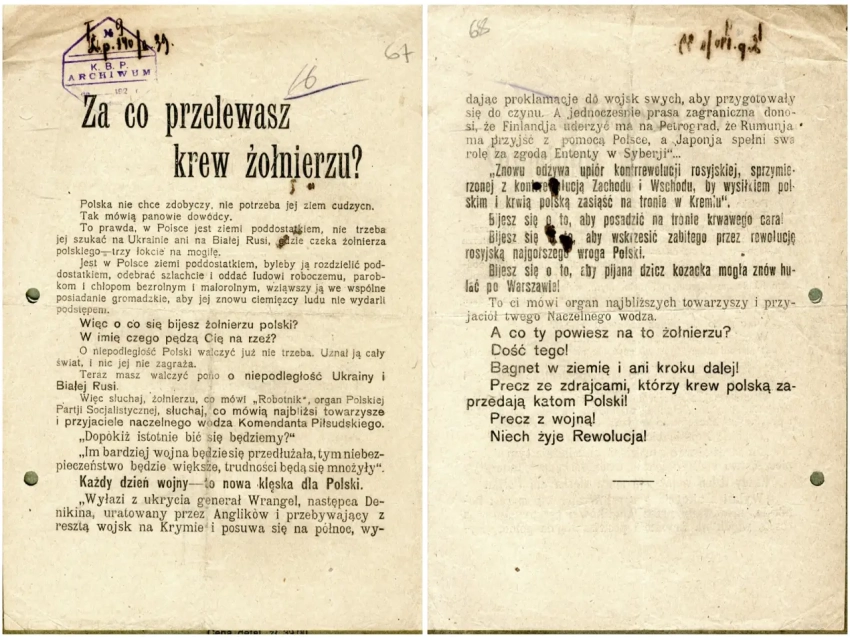 № 9
K. B. P.
ARCHIWUM
192
16
67
Za co przelewasz
krew żołnierzu?
Polska nie chce zdobyczy, nie potrzeba jej ziem cudzych.
Tak mówią panowie dowódcy.
To prawda, w Polsce jest ziemi poddostatkiem, nie trzeba
jej szukać na Ukrainie ani na Białej Rusi, gdzie czeka żołnierza
polskiego—trzy łokcie na mogiłę.
Jest w Polsce ziemi poddostatkiem, byleby ją rozdzielić pod-
dostatkiem, odebrać szlachcie i oddać ludowi roboczemu, parob-
kom i chłopom bezrolnym i małorolnym, wziąwszy ją we wspólne
posiadanie gromadzkie, aby jej znowu ciemięzcy ludu nie wydarli
podstępem.
Więc o co się bijesz żołnierzu polski?
W imię czego pędzą Cię na rzeź?
O niepodległość Polski walczyć już nie trzeba. Uznał ją cały
świat, i nic jej nie zagraża.
Teraz masz walczyć pono o niepodległość Ukrainy i
Białej Rusi.
Więc słuchaj, żołnierzu, co mówi „Robotnik", organ Polskiej
Partji Socjalistycznej, słuchaj, co mówią najbliżsi towarzysze
i przyjaciele naczelnego wodza Komendanta Piłsudskiego.
„Dopókiż istotnie bić się będziemy?"
„Im bardziej wojna będzie się przedłużała, tym niebez-
pieczeństwo będzie większe, trudności będą się mnożyły".
Każdy dzień wojny—to nowa klęska dla Polski.
„Wyłazi z ukrycia generał Wrangel, następca De-
nikina, uratowany przez Anglików i przebywający z
resztą wojsk na Krymie i posuwa się na północ, wy-
68
dając proklamacje do wojsk swych, aby przygotowały
się do czynu. A jednocześnie prasa zagraniczna dono-
si, że Finlandja uderzyć ma na Petrograd, że Rumunja
ma przyjść z pomocą Polsce, a Japonja spełni swą
rolę za zgodą Ententy w Syberji"...
„Znowu odżywa upiór kontrrewolucji rosyjskiej, sprzymie-
rzonej z kontrrewolucją Zachodu i Wschodu, by wysiłkiem pol-
skim i krwią polską zasiąść na tronie w Kremlu".
Bijesz się o to, aby posadzić na tronie krwawego cara!
Bijesz się o to, aby wskrzesić zabitego przez rewolucję
rosyjską najgorszego wroga Polski.
Bijesz się o to, aby pijana dzicz kozacka mogła znów hu-
lać po Warszawie!
To ci mówi organ najbliższych towarzyszy i przy-
jaciół twego Naczelnego wodza.
A co ty powiesz na to żołnierzu?
Dość tego!
Bagnet w ziemię i ani kroku dalej!
Precz ze zdrajcami, którzy krew polską za-
przedają katom Polski!
Precz z wojną!
Niech żyje Rewolucja!